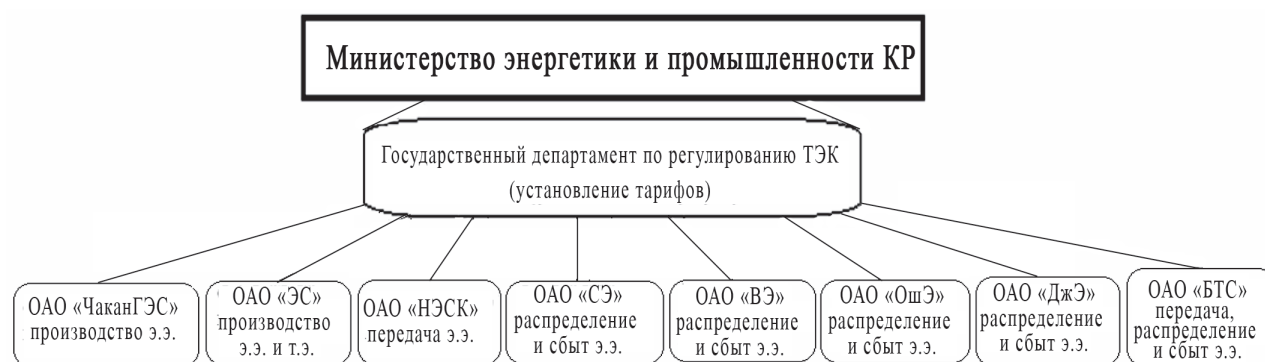 Министерство энергетики и промышленности КР
Государственный департамент по регулированию ТЭК
(установление тарифов)
ОАО «ЧаканГЭС»
производство э.э.
ОАО «ЭС»
производство
э.э. и т.э.
ОАО «НЭСК»
передача э.э.
ОАО «СЭ»
распределение
и сбыт э.э.
ОАО «ВЭ»
распределение
и сбыт э.э.
ОАО «ОшЭ»
распределение
и сбыт э.э.
ОАО «ДжЭ»
распределение
и сбыт э.э.
ОАО «БТС»
передача,
распределение
и сбыт э.э.